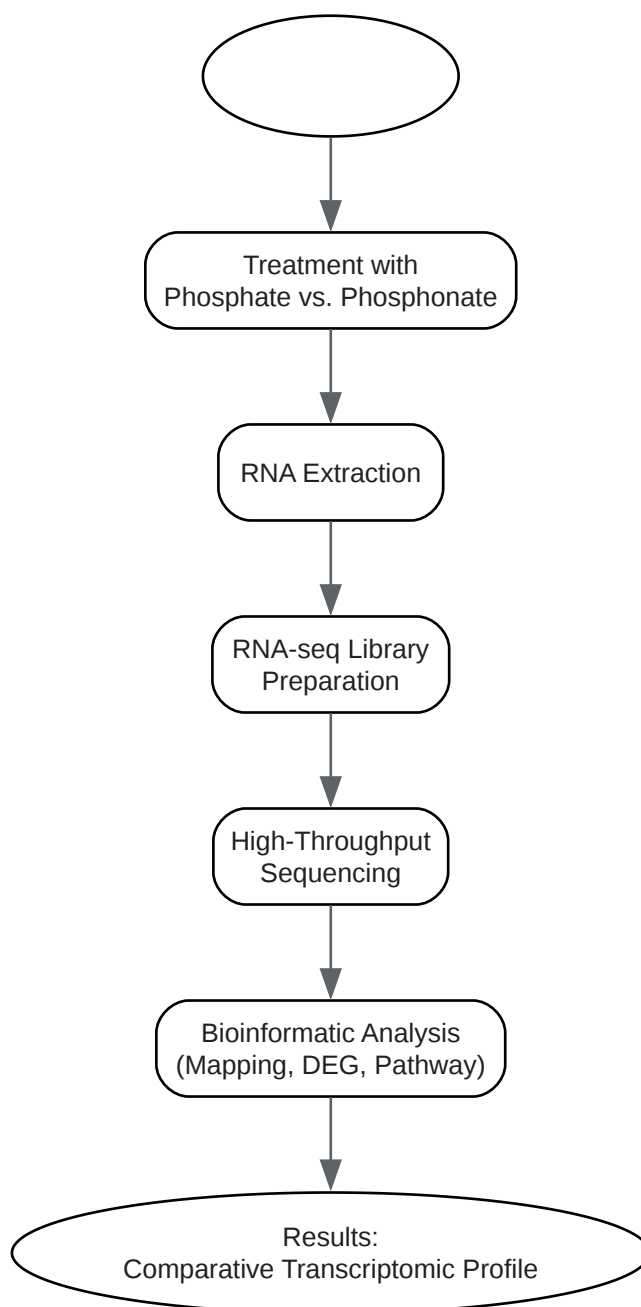 Treatment with
Phosphate vs. Phosphonate
RNA Extraction
RNA-seq Library
Preparation
High-Throughput
Sequencing
Bioinformatic Analysis
(Mapping, DEG, Pathway)
Results:
Comparative Transcriptomic Profile